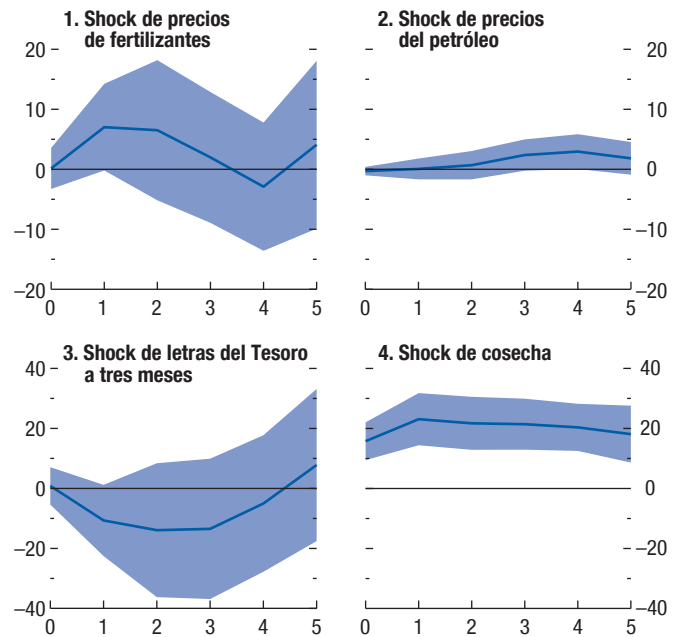 1. Shock de precios
de fertilizantes
20
10
0
–10
–20
0 1 2 3 4 5
2. Shock de precios
del petróleo
20
10
0
–10
–20
0 1 2 3 4 5
3. Shock de letras del Tesoro
a tres meses
40
20
0
–20
–40
0 1 2 3 4 5
4. Shock de cosecha
40
20
0
–20
–40
0 1 2 3 4 5